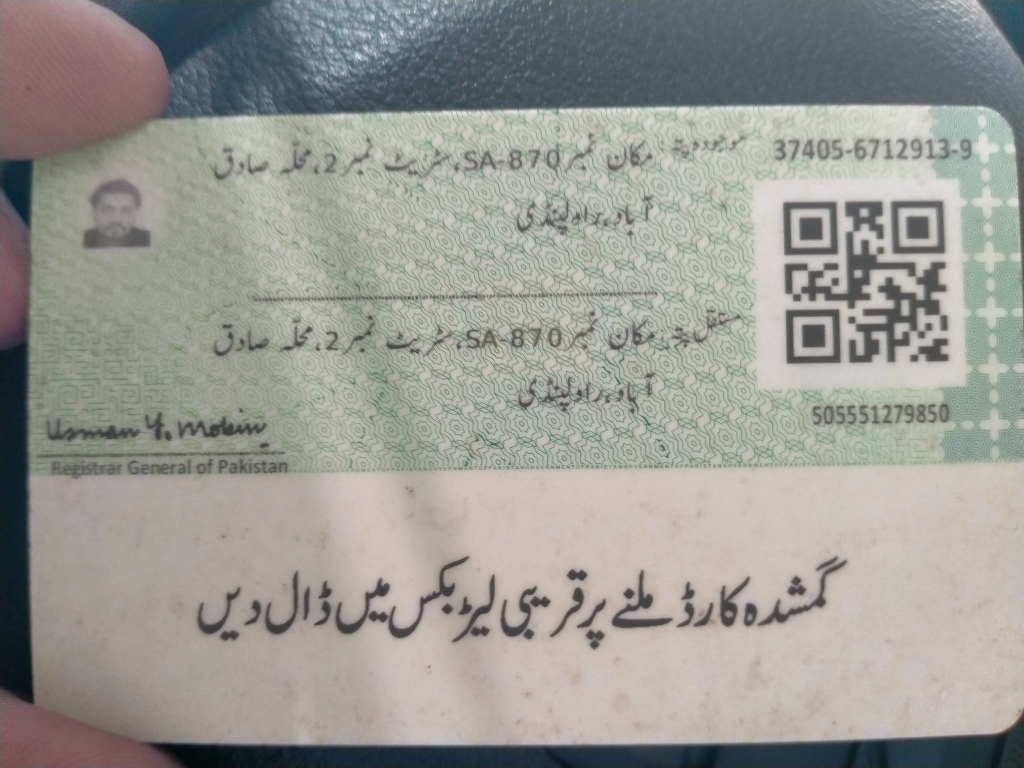 37405-6712913-9
موجودہ پتہ: مکان نمبر SA-870، سٹریٹ نمبر 2، محلّہ صادق
آباد، راولپنڈی
مستقل پتہ: مکان نمبر SA-870، سٹریٹ نمبر 2، محلّہ صادق
آباد، راولپنڈی
505551279850
Usman Y. Mobin
Registrar General of Pakistan
گمشدہ کارڈ ملنے پر قریبی لیٹر بکس میں ڈال دیں